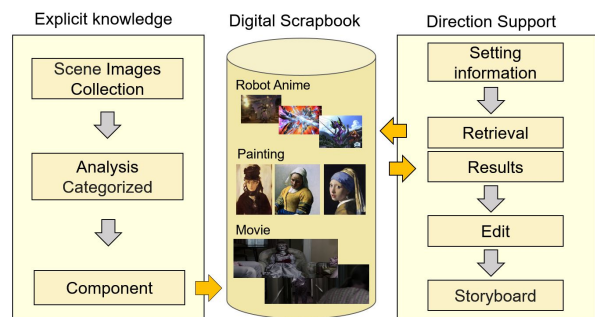 Explicit knowledge
Scene Images
Collection
Analysis
Categorized
Component
Digital Scrapbook
Robot Anime
Painting
Movie
Direction Support
Setting
information
Retrieval
Results
Edit
Storyboard